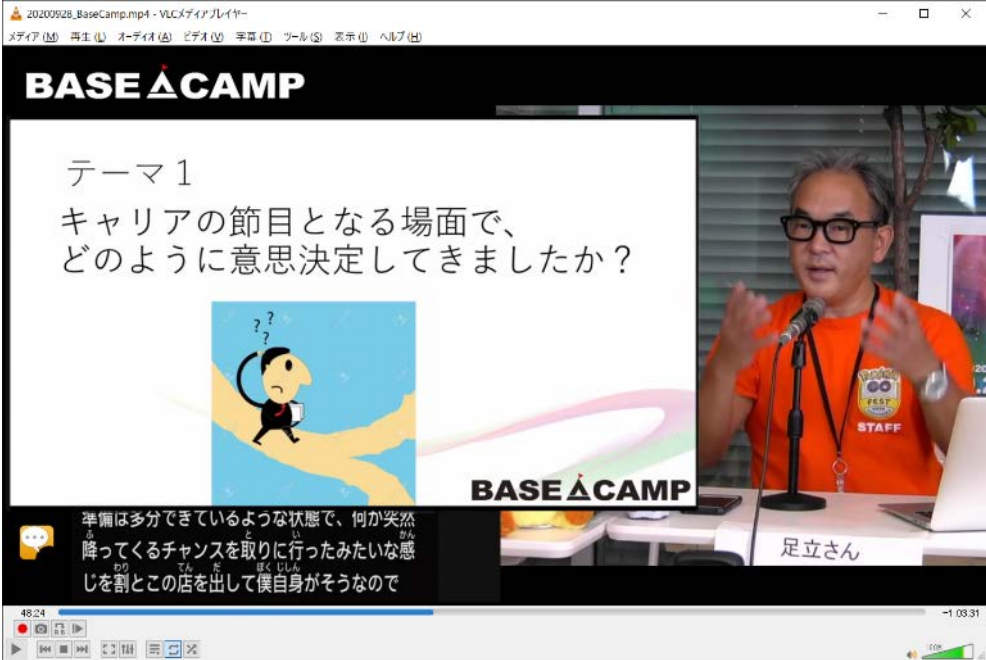 20200928_BaseCamp.mp4 - VLCメディアプレイヤー
メディア(M) 再生(L) オーディオ(A) ビデオ(V) 字幕(T) ツール(S) 表示(I) ヘルプ(H)
BASE CAMP
テーマ１
キャリアの節目となる場面で、
どのように意思決定してきましたか？
? ? ?
BASE CAMP
GO
FEST
STAFF
足立さん
準備は多分できているような状態で、何か突然
降ってくるチャンスを取りに行ったみたいな感
じを割とこの店を出して僕自身がそうなので
48:24
-1:03:31